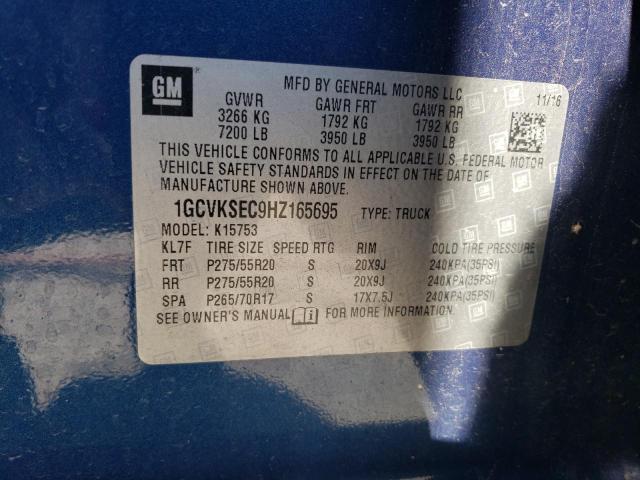 GM
MFD BY GENERAL MOTORS LLC
11/16
GVWR GAWR FRT GAWR RR
3266 KG 1792 KG 1792 KG
7200 LB 3950 LB 3950 LB
THIS VEHICLE CONFORMS TO ALL APPLICABLE U.S. FEDERAL MOTOR
VEHICLE SAFETY STANDARDS IN EFFECT ON THE DATE OF
MANUFACTURE SHOWN ABOVE.
1GCVKSEC9HZ165695 TYPE: TRUCK
MODEL: K15753
KL7F TIRE SIZE SPEED RTG RIM COLD TIRE PRESSURE
FRT P275/55R20 S 20X9J 240KPA(35PSI)
RR P275/55R20 S 20X9J 240KPA(35PSI)
SPA P265/70R17 S 17X7.5J 240KPA(35PSI)
SEE OWNER'S MANUAL FOR MORE INFORMATION